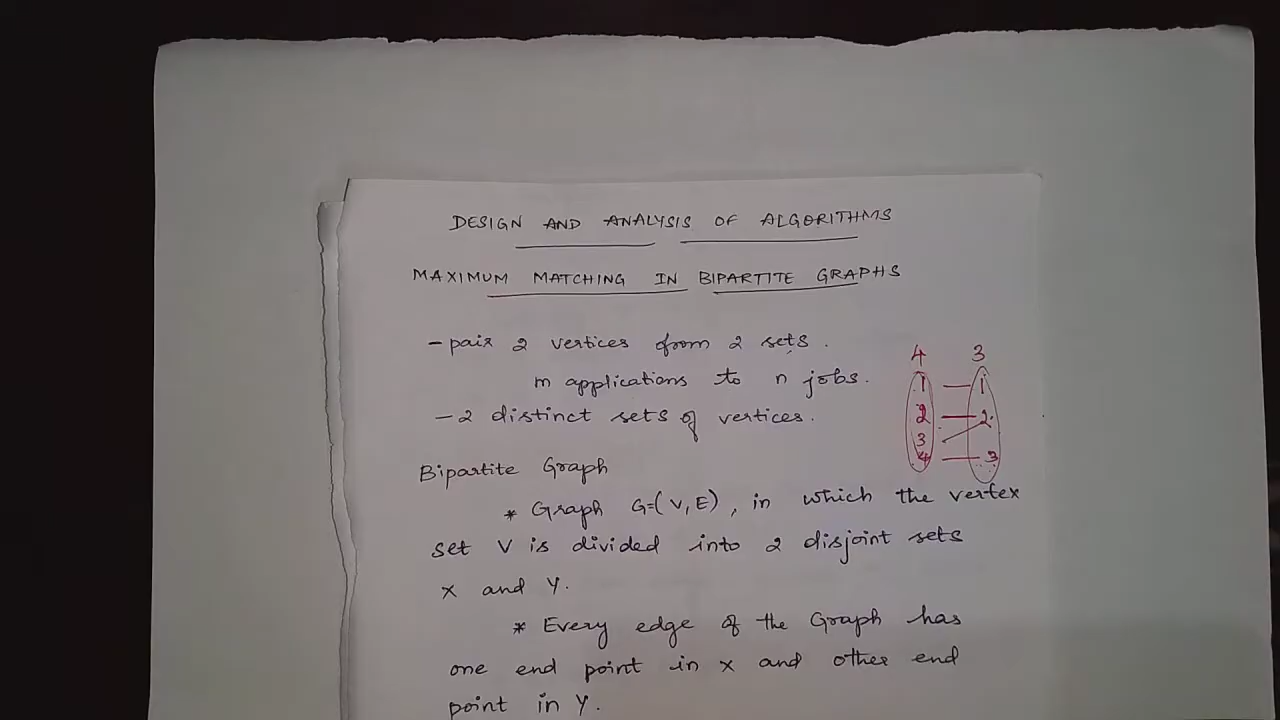 DESIGN AND ANALYSIS OF ALGORITHMS
MAXIMUM MATCHING IN BIPARTITE GRAPHS
- pair 2 vertices from 2 sets.
m applications to n jobs.
- 2 distinct sets of vertices.
4 3
1 1
2 2
3
4 3
Bipartite Graph
* Graph G=(V,E), in which the vertex
set V is divided into 2 disjoint sets
X and Y.
* Every edge of the Graph has
one end point in X and other end
point in Y.